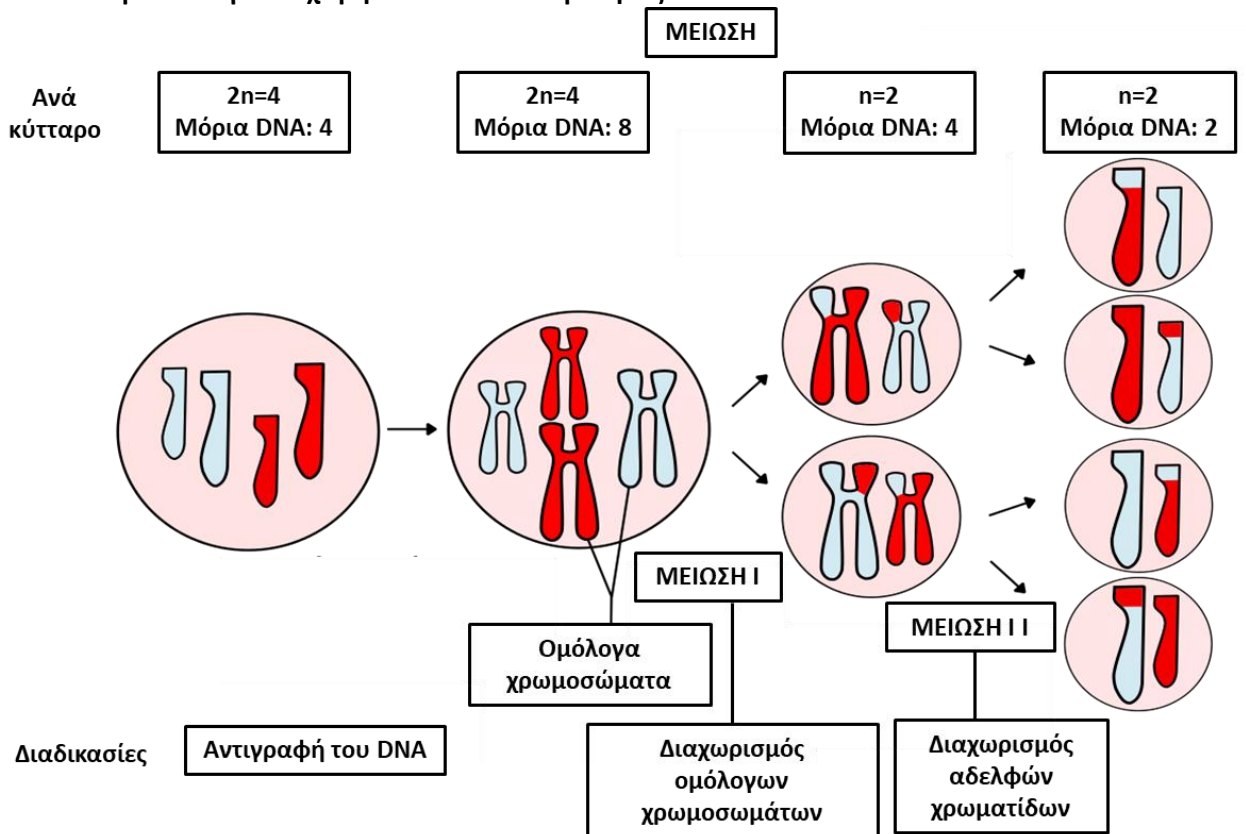 ΜΕΙΩΣΗ
Ανά
κύτταρο
2n=4
Μόρια DNA: 4
2n=4
Μόρια DNA: 8
n=2
Μόρια DNA: 4
n=2
Μόρια DNA: 2
ΜΕΙΩΣΗ Ι
ΜΕΙΩΣΗ Ι Ι
Ομόλογα
χρωμοσώματα
Διαδικασίες
Αντιγραφή του DNA
Διαχωρισμός
ομόλογων
χρωμοσωμάτων
Διαχωρισμός
αδελφών
χρωματίδων